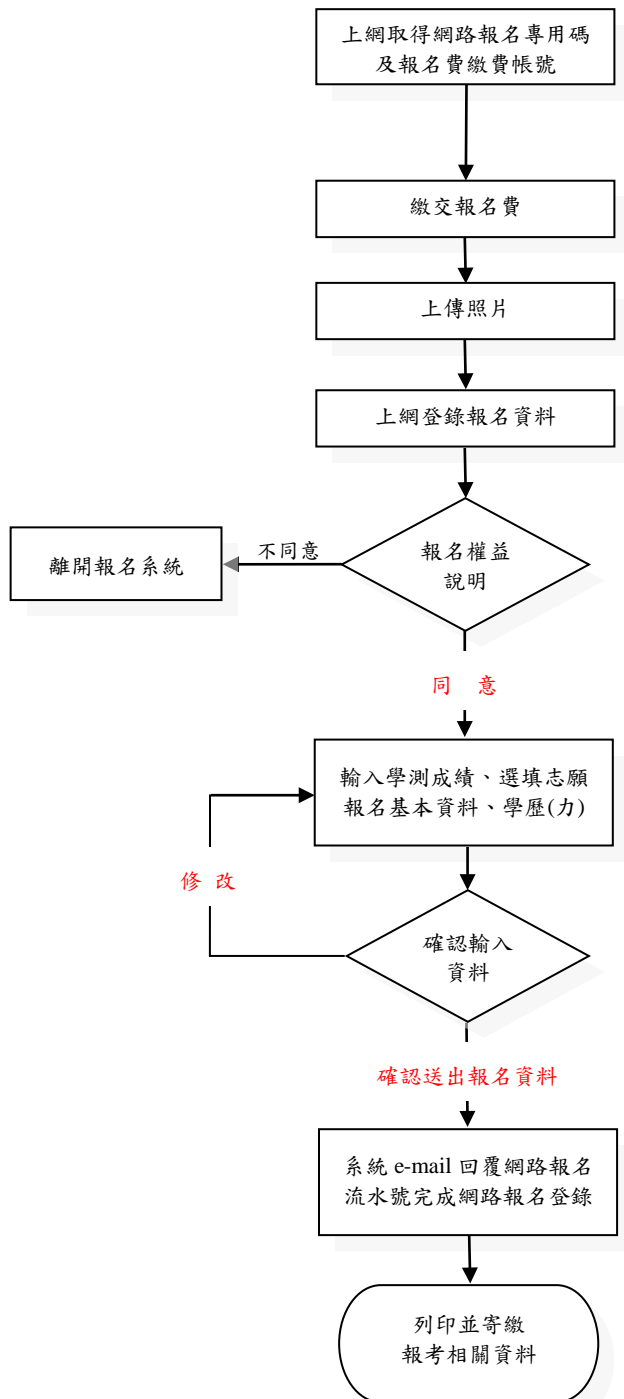 上網取得網路報名專用碼
及報名費繳費帳號
繳交報名費
上傳照片
上網登錄報名資料
報名權益
說明
不同意
離開報名系統
同 意
輸入學測成績、選填志願
報名基本資料、學歷(力)
修 改
確認輸入
資料
確認送出報名資料
系統 e-mail 回覆網路報名
流水號完成網路報名登錄
列印並寄繳
報考相關資料